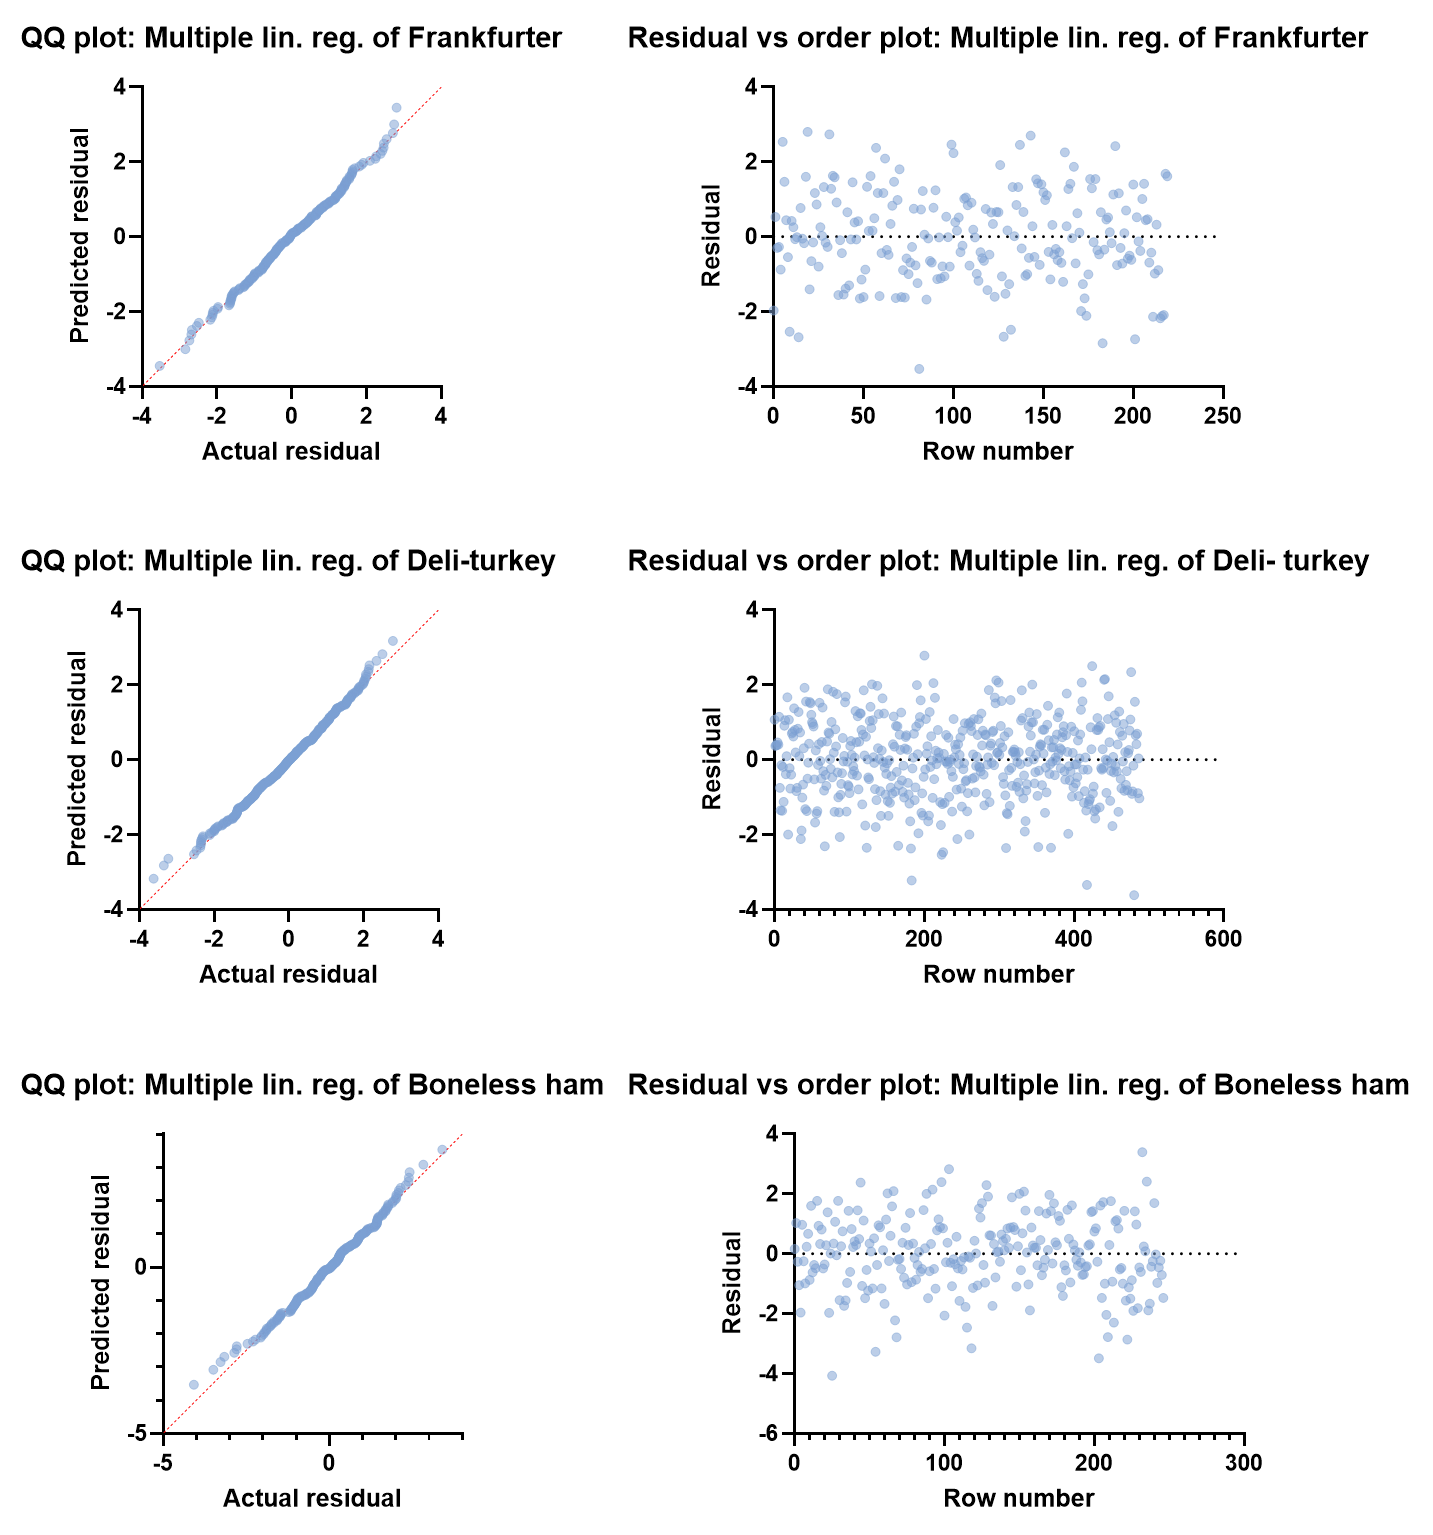 QQ plot: Multiple lin. reg. of Frankfurter
Residual vs order plot: Multiple lin. reg. of Frankfurter
4
2
0
-2
-4
Predicted residual
-4 -2 0 2 4
Actual residual
4
2
0
-2
-4
Residual
0 50 100 150 200 250
Row number
QQ plot: Multiple lin. reg. of Deli-turkey
Residual vs order plot: Multiple lin. reg. of Deli- turkey
4
2
0
-2
-4
Predicted residual
-4 -2 0 2 4
Actual residual
4
2
0
-2
-4
Residual
0 200 400 600
Row number
QQ plot: Multiple lin. reg. of Boneless ham
Residual vs order plot: Multiple lin. reg. of Boneless ham
0
-5
Predicted residual
-5 0
Actual residual
4
2
0
-2
-4
-6
Residual
0 100 200 300
Row number